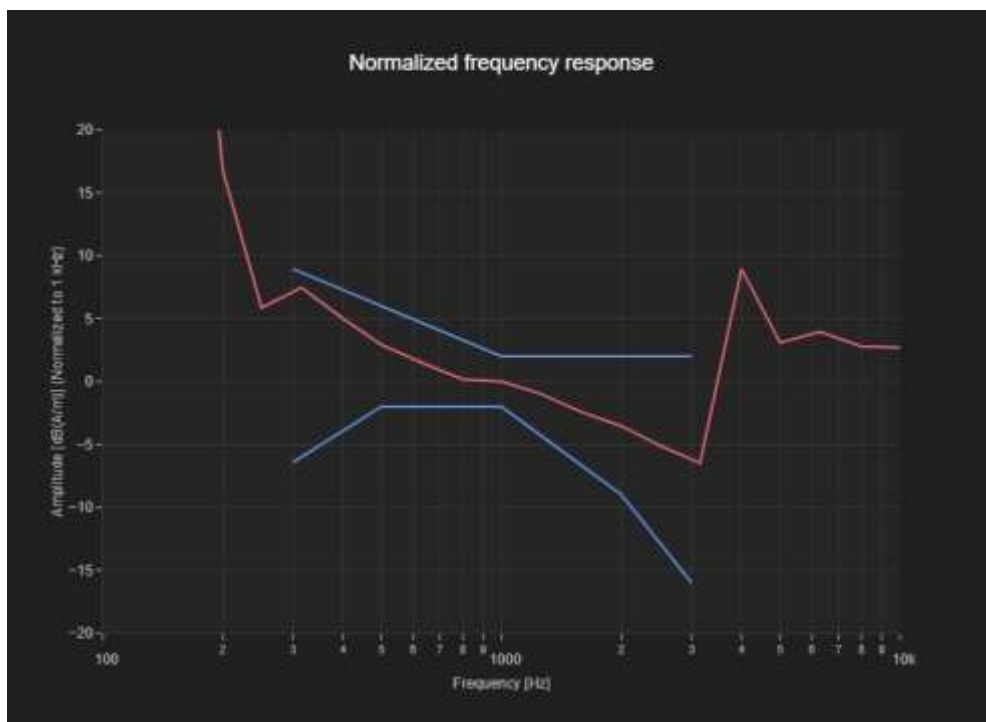 Normalized frequency response
20
15
10
5
0
−5
−10
−15
−20
Amplitude [dB(A/m)] (Normalized to 1 kHz)
2 3 4 5 6 7 8 9 2 3 4 5 6 7 8 9
100 1000 10k
Frequency [Hz]